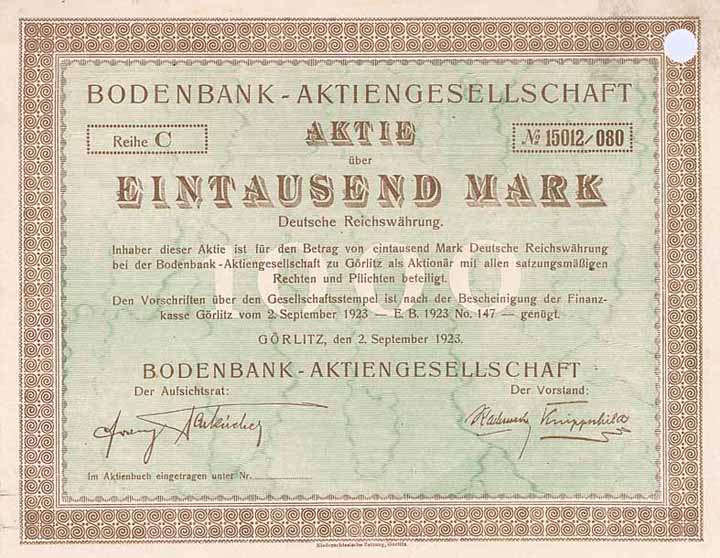 BODENBANK - AKTIENGESELLSCHAFT
Reihe C
AKTIE
№ 15012/080
über
EINTAUSEND MARK
Deutsche Reichswährung.
1000
Inhaber dieser Aktie ist für den Betrag von eintausend Mark Deutsche Reichswährung
bei der Bodenbank-Aktiengesellschaft zu Görlitz als Aktionär mit allen satzungsmäßigen
Rechten und Pflichten beteiligt.
Den Vorschriften über den Gesellschaftsstempel ist nach der Bescheinigung der Finanz-
kasse Görlitz vom 2. September 1923 — E. B. 1923 No. 147 — genügt.
GÖRLITZ, den 2. September 1923.
BODENBANK - AKTIENGESELLSCHAFT
Der Aufsichtsrat:
Der Vorstand:
Im Aktienbuch eingetragen unter Nr.
Görlitz